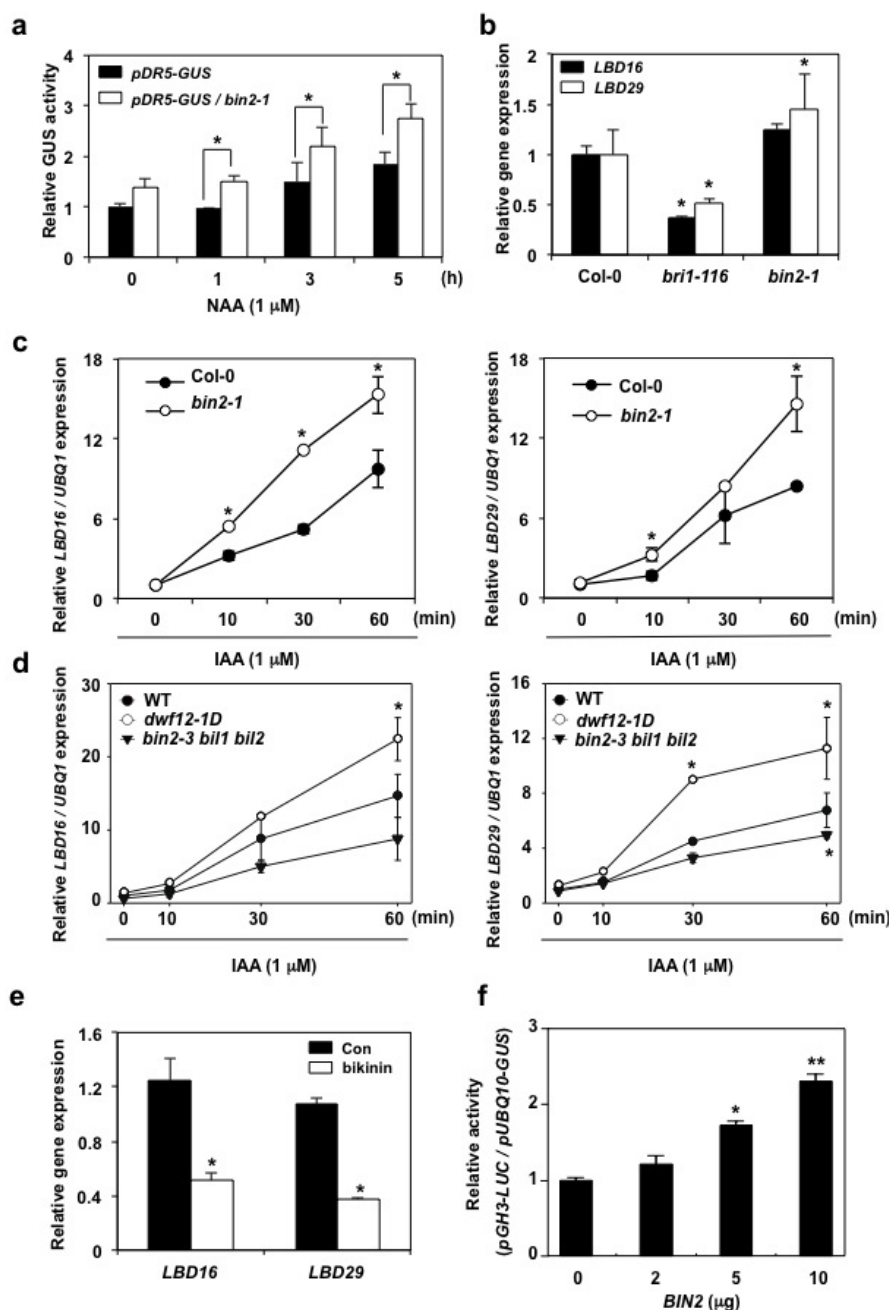 a
Relative GUS activity
4
3
2
1
0
pDR5-GUS
pDR5-GUS / bin2-1
*
*
*
0 1 3 5 (h)
NAA (1 μM)
b
Relative gene expression
2
1.5
1
0.5
0
LBD16
LBD29
* *
*
Col-0 bri1-116 bin2-1
c
Relative LBD16 / UBQ1 expression
18
12
6
0
Col-0
bin2-1
*
*
*
0 10 30 60 (min)
IAA (1 μM)
Relative LBD29 / UBQ1 expression
18
12
6
0
Col-0
bin2-1
*
*
0 10 30 60 (min)
IAA (1 μM)
d
Relative LBD16 / UBQ1 expression
30
20
10
0
WT
dwf12-1D
bin2-3 bil1 bil2
*
0 10 30 60 (min)
IAA (1 μM)
Relative LBD29 / UBQ1 expression
16
12
8
4
0
WT
dwf12-1D
bin2-3 bil1 bil2
*
*
*
0 10 30 60 (min)
IAA (1 μM)
e
Relative gene expression
1.6
1.2
0.8
0.4
0
Con
bikinin
*
*
LBD16 LBD29
f
Relative activity
(pGH3-LUC / pUBQ10-GUS)
3
2
1
0
*
**
0 2 5 10
BIN2 (μg)